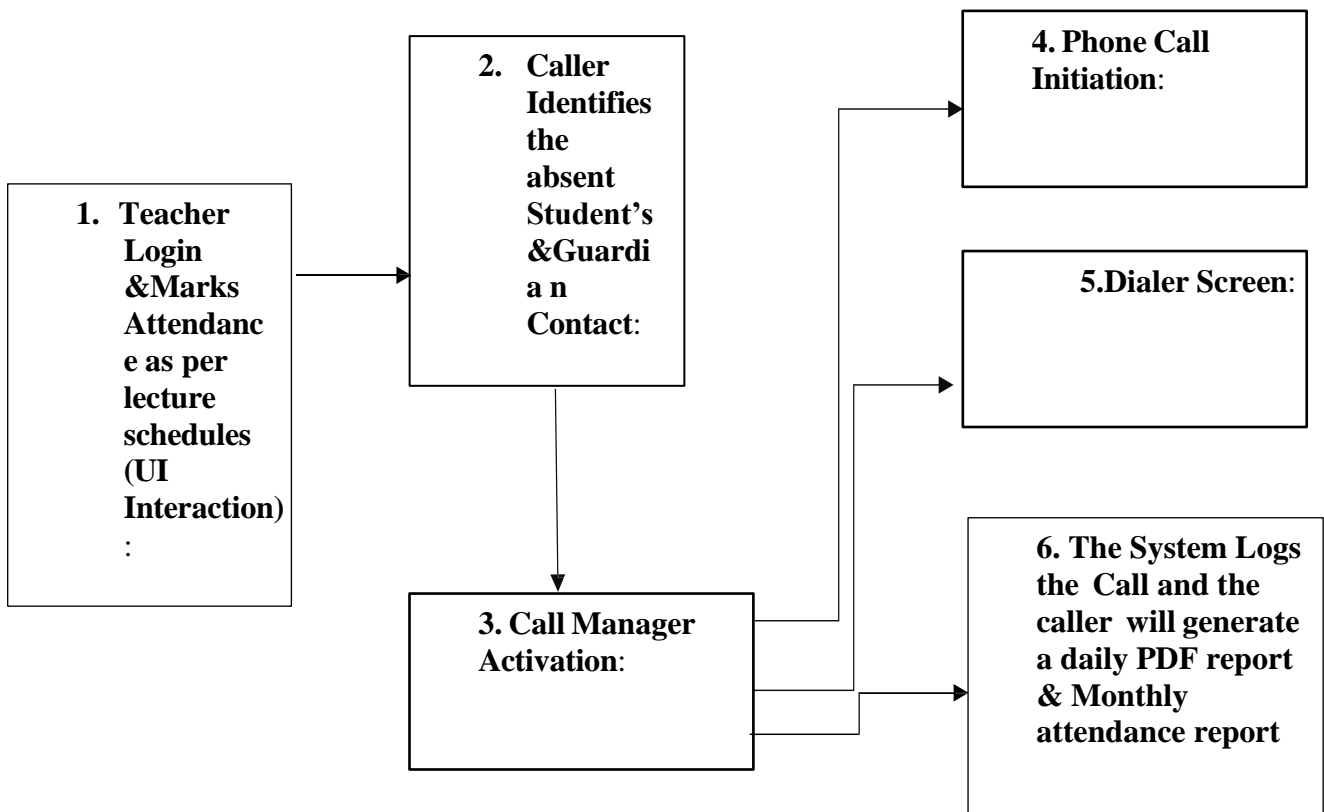 1. Teacher
Login
&Marks
Attendanc
e as per
lecture
schedules
(UI
Interaction)
:
2. Caller
Identifies
the
absent
Student’s
&Guardi
a n
Contact:
3. Call Manager
Activation:
4. Phone Call
Initiation:
5.Dialer Screen:
6. The System Logs
the Call and the
caller will generate
a daily PDF report
& Monthly
attendance report